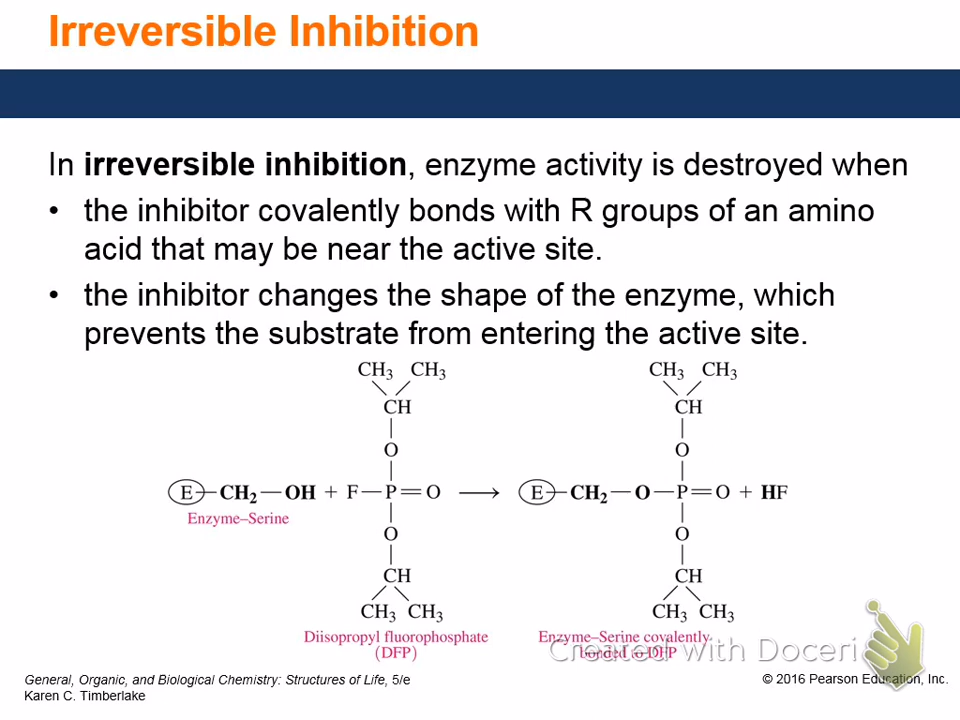 Irreversible Inhibition
In irreversible inhibition, enzyme activity is destroyed when
• the inhibitor covalently bonds with R groups of an amino
acid that may be near the active site.
• the inhibitor changes the shape of the enzyme, which
prevents the substrate from entering the active site.
CH₃ CH₃ CH₃ CH₃
CH CH
O O
E—CH₂—OH + F—P=O ⟶ E—CH₂—O—P=O + HF
Enzyme–Serine
O O
CH CH
CH₃ CH₃ CH₃ CH₃
Diisopropyl fluorophosphate Enzyme–Serine covalently
(DFP) bonded to DFP
Created with Doceri
General, Organic, and Biological Chemistry: Structures of Life, 5/e
Karen C. Timberlake
© 2016 Pearson Education, Inc.